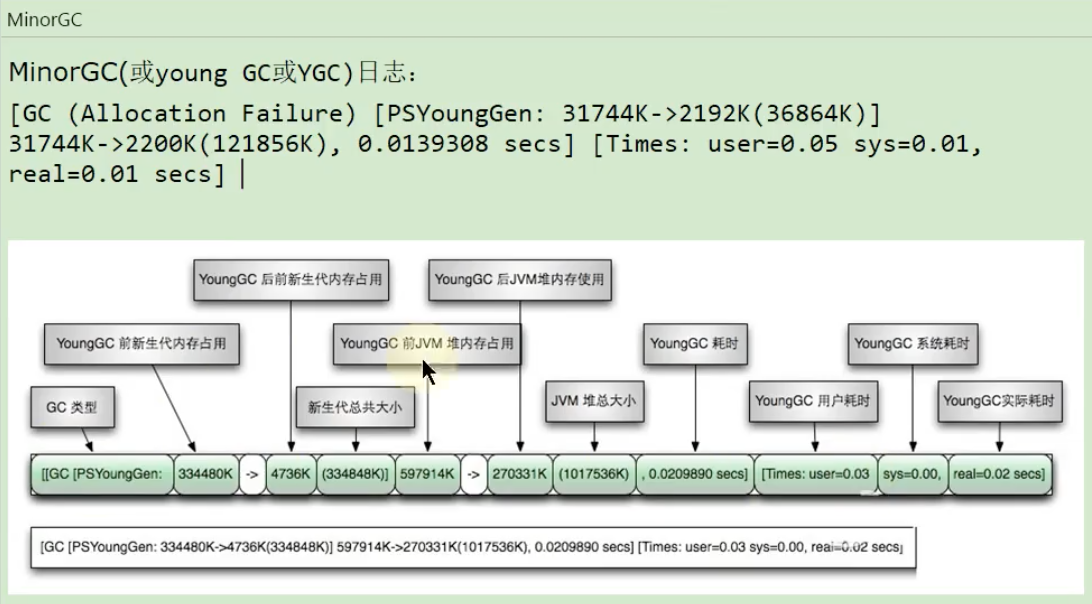 MinorGC
MinorGC(或young GC或YGC)日志：
[GC (Allocation Failure) [PSYoungGen: 31744K->2192K(36864K)]
31744K->2200K(121856K), 0.0139308 secs] [Times: user=0.05 sys=0.01,
real=0.01 secs]
YoungGC 后前新生代内存占用
YoungGC 后JVM堆内存使用
YoungGC 前新生代内存占用
YoungGC 前JVM 堆内存占用
YoungGC 耗时
YoungGC 系统耗时
GC 类型
新生代总共大小
JVM 堆总大小
YoungGC 用户耗时
YoungGC实际耗时
[[GC [PSYoungGen: 334480K -> 4736K (334848K)] 597914K -> 270331K (1017536K) , 0.0209890 secs] [Times: user=0.03 sys=0.00, real=0.02 secs]
[GC [PSYoungGen: 334480K->4736K(334848K)] 597914K->270331K(1017536K), 0.0209890 secs] [Times: user=0.03 sys=0.00, real=0.02 secs]